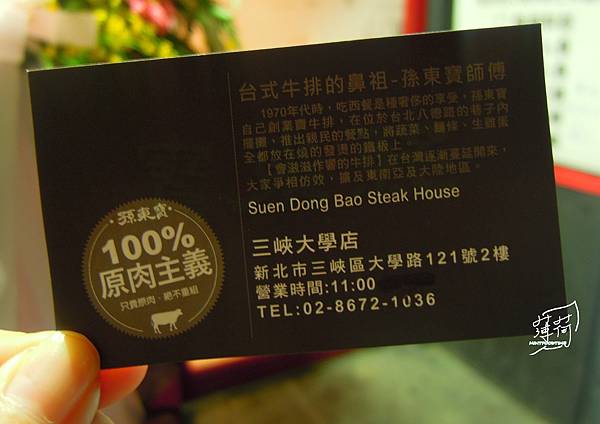 台式牛排的鼻祖-孫東寶師傅
1970年代時，吃西餐是種奢侈的享受，孫東寶
自己創業賣牛排，在位於台北八德路的巷子內
擺攤，推出親民的餐點，將蔬菜、麵條、生雞蛋
全都放在燒的發燙的鐵板上。
【會滋滋作響的牛排】在台灣逐漸蔓延開來，
大家爭相仿效，擴及東南亞及大陸地區。
Suen Dong Bao Steak House
三峽大學店
新北市三峽區大學路121號2樓
營業時間:11:00
TEL:02-8672-1036
孫東寶
100%
原肉主義
只賣原肉、絕不重組
薄荷